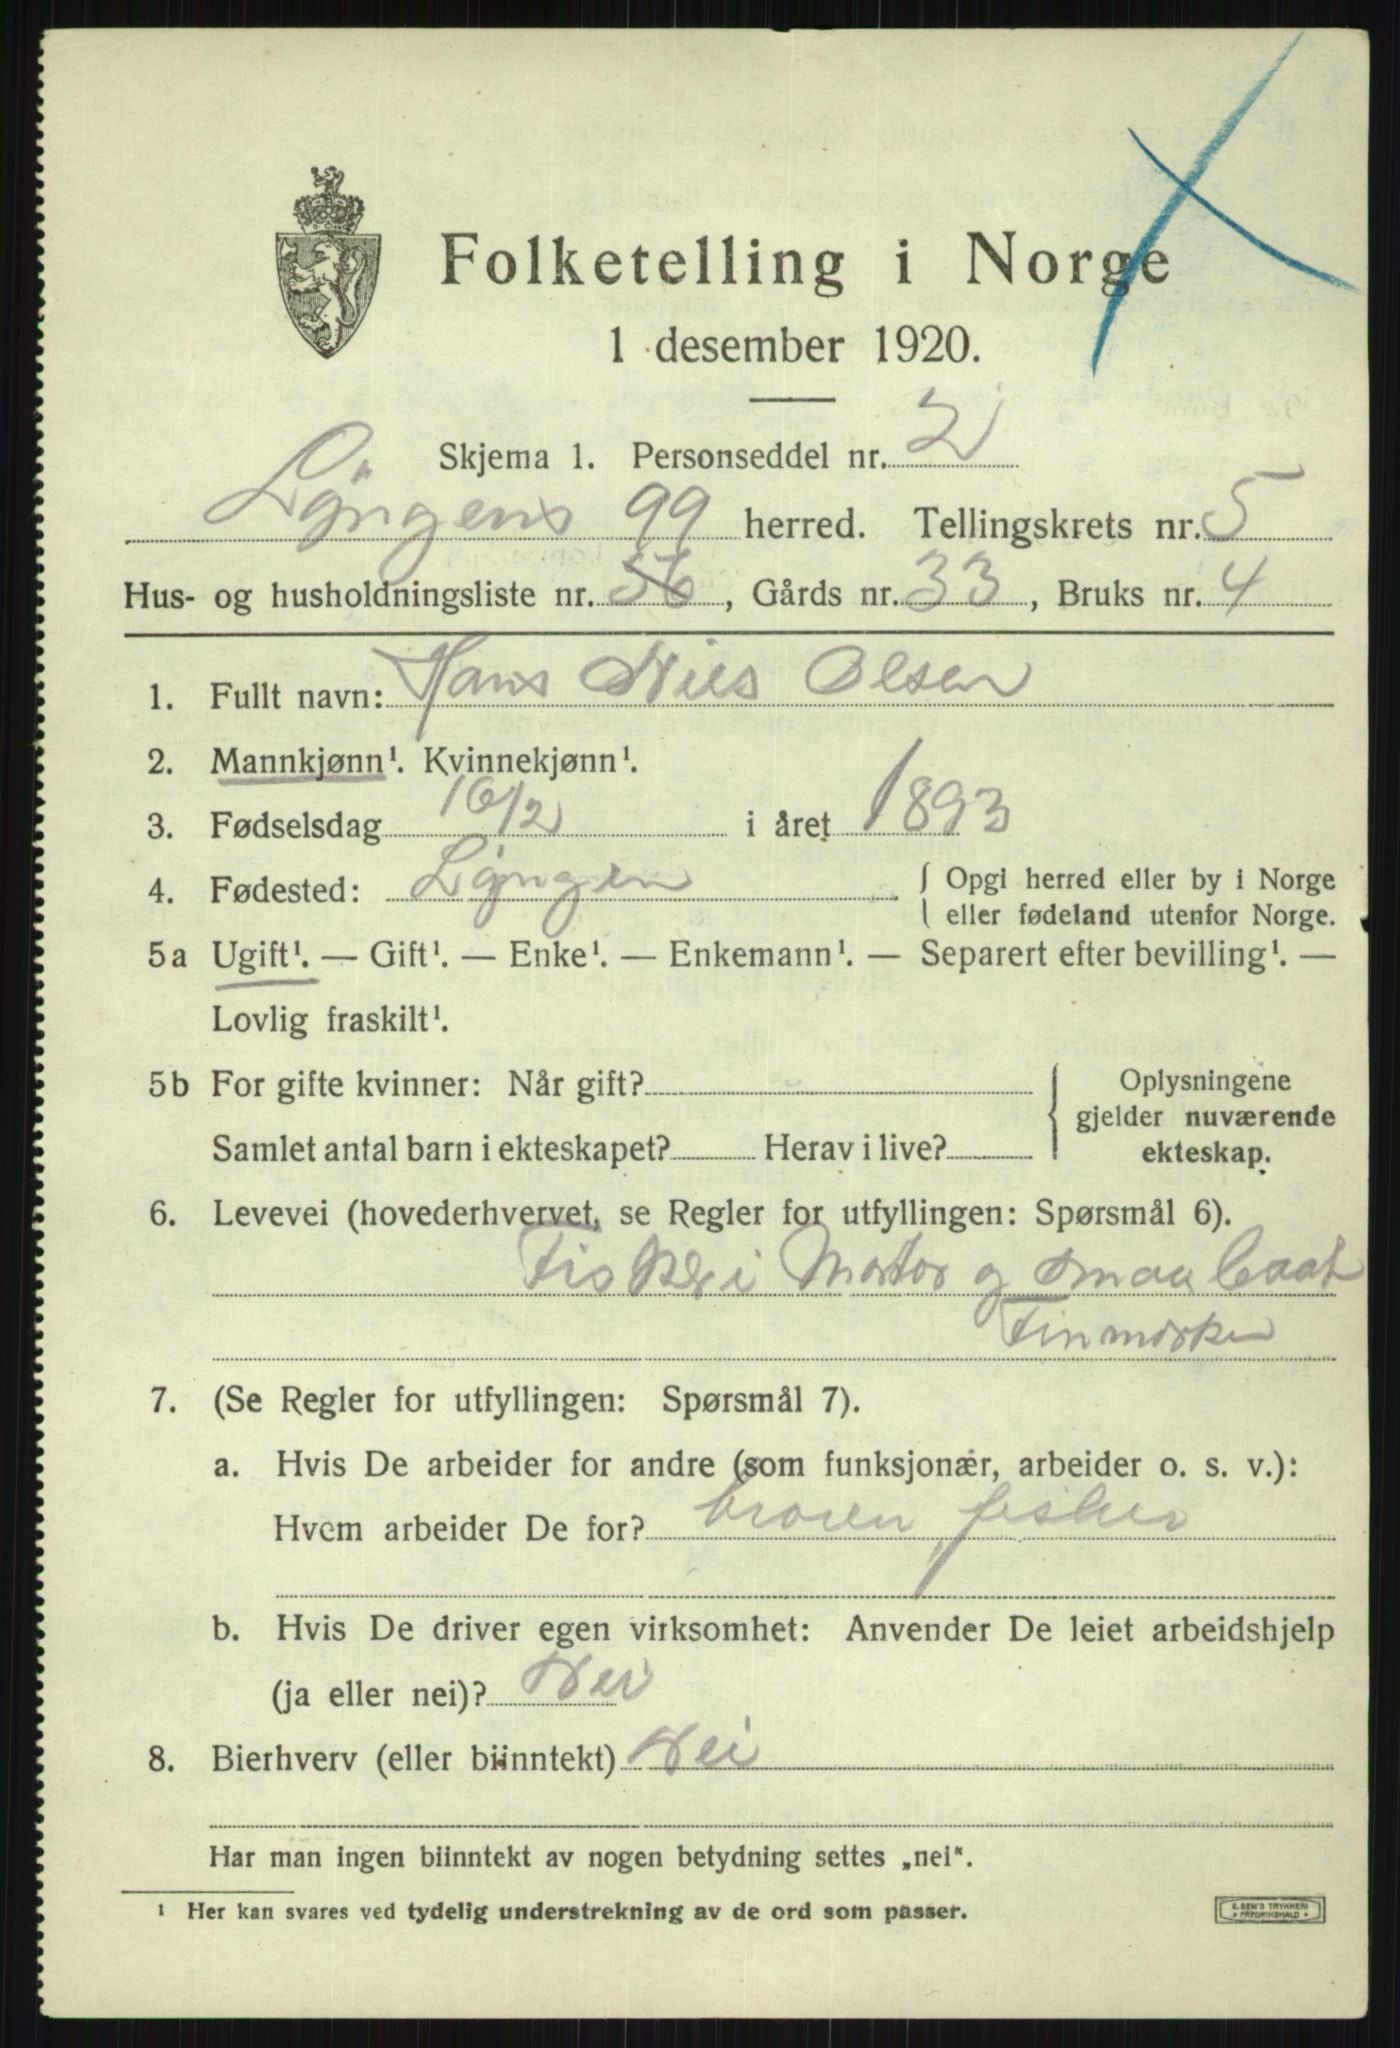 Folketelling i Norge
1 desember 1920.
Skjema 1. Personseddel nr. 2
Lyngens 99 herred. Tellingskrets nr. 5
Hus- og husholdningsliste nr. 56, Gårds nr. 33, Bruks nr. 4
1. Fullt navn: Hans Nils Olsen
2. Mannkjønn¹. Kvinnekjønn¹.
3. Fødselsdag 16/2 i året 1893
4. Fødested: Lyngen { Opgi herred eller by i Norge
eller fødeland utenfor Norge.
5a Ugift¹. — Gift¹. — Enke¹. — Enkemann¹. — Separert efter bevilling¹. —
Lovlig fraskilt¹.
5b For gifte kvinner: Når gift? { Oplysningene
gjelder nuværende
Samlet antal barn i ekteskapet? Herav i live? ekteskap.
6. Levevei (hovederhvervet, se Regler for utfyllingen: Spørsmål 6).
Fisker i Motor og smaa baat
Finmarken
7. (Se Regler for utfyllingen: Spørsmål 7).
a. Hvis De arbeider for andre (som funksjonær, arbeider o. s. v.):
Hvem arbeider De for? fisker
b. Hvis De driver egen virksomhet: Anvender De leiet arbeidshjelp
(ja eller nei)? Nei
8. Bierhverv (eller biinntekt) Nei
Har man ingen biinntekt av nogen betydning settes „nei".
¹ Her kan svares ved tydelig understrekning av de ord som passer.
E. SEM'S TRYKKERI
FREDRIKSHALD